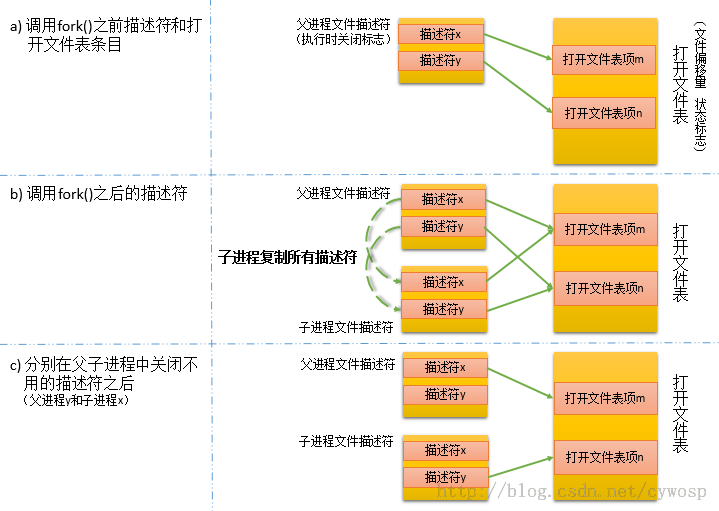 a) 调用fork()之前描述符和打
开文件表条目
父进程文件描述符
（执行时关闭标志）
描述符x
描述符y
打开文件表项m
打开文件表项n
打开文件表
（文件偏移量 状态标志）
b) 调用fork()之后的描述符
父进程文件描述符
描述符x
描述符y
子进程复制所有描述符
描述符x
描述符y
子进程文件描述符
打开文件表项m
打开文件表项n
打开文件表
c) 分别在父子进程中关闭不
用的描述符之后
（父进程y和子进程x）
父进程文件描述符
描述符x
描述符y
子进程文件描述符
描述符x
描述符y
打开文件表项m
打开文件表项n
打开文件表
http://blog.csdn.net/cywosp